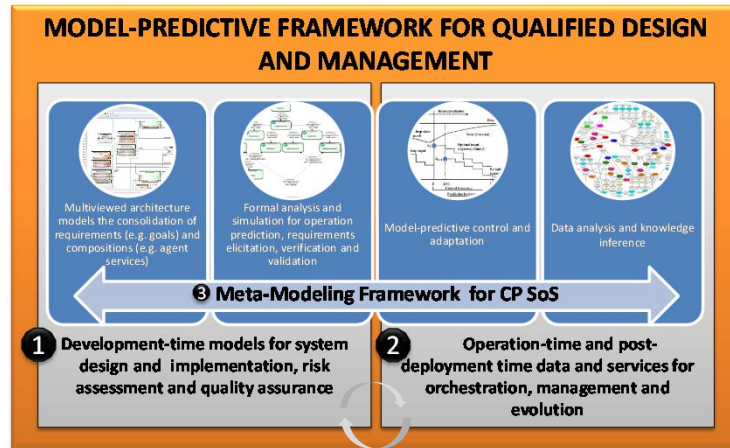 MODEL-PREDICTIVE FRAMEWORK FOR QUALIFIED DESIGN
AND MANAGEMENT
Multiviewed architecture
models the consolidation of
requirements (e.g. goals) and
compositions (e.g. agent
services)
Formal analysis and
simulation for operation
prediction, requirements
elicitation, verification and
validation
Model-predictive control and
adaptation
Data analysis and knowledge
inference
3 Meta-Modeling Framework for CP SoS
1 Development-time models for system
design and implementation, risk
assessment and quality assurance
2 Operation-time and post-
deployment time data and services for
orchestration, management and
evolution